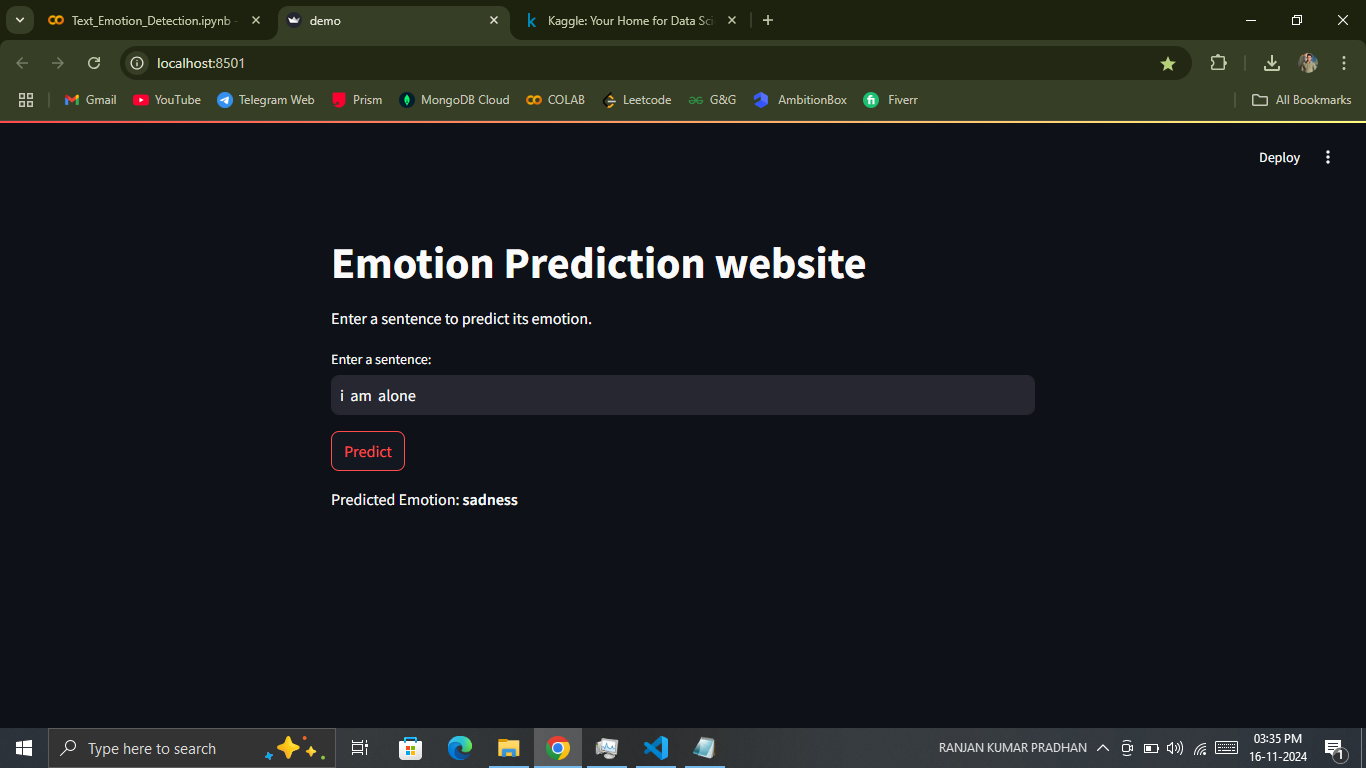 Text_Emotion_Detection.ipynb - demo Kaggle: Your Home for Data Sci
localhost:8501
Gmail YouTube Telegram Web Prism MongoDB Cloud COLAB Leetcode G&G AmbitionBox Fiverr All Bookmarks
Deploy
Emotion Prediction website
Enter a sentence to predict its emotion.
Enter a sentence:
i am alone
Predict
Predicted Emotion: sadness
Type here to search RANJAN KUMAR PRADHAN 03:35 PM
16-11-2024 1